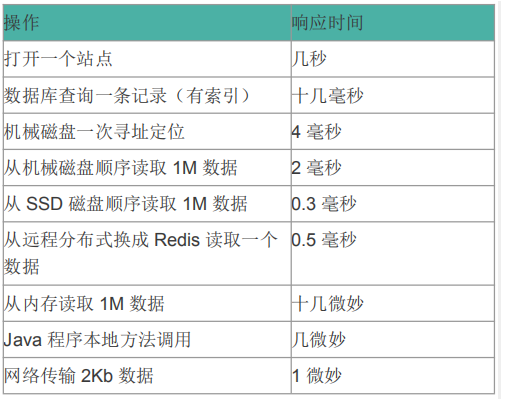 操作 响应时间
打开一个站点 几秒
数据库查询一条记录（有索引） 十几毫秒
机械磁盘一次寻址定位 4 毫秒
从机械磁盘顺序读取 1M 数据 2 毫秒
从 SSD 磁盘顺序读取 1M 数据 0.3 毫秒
从远程分布式换成 Redis 读取一个 0.5 毫秒
数据
从内存读取 1M 数据 十几微妙
Java 程序本地方法调用 几微妙
网络传输 2Kb 数据 1 微妙